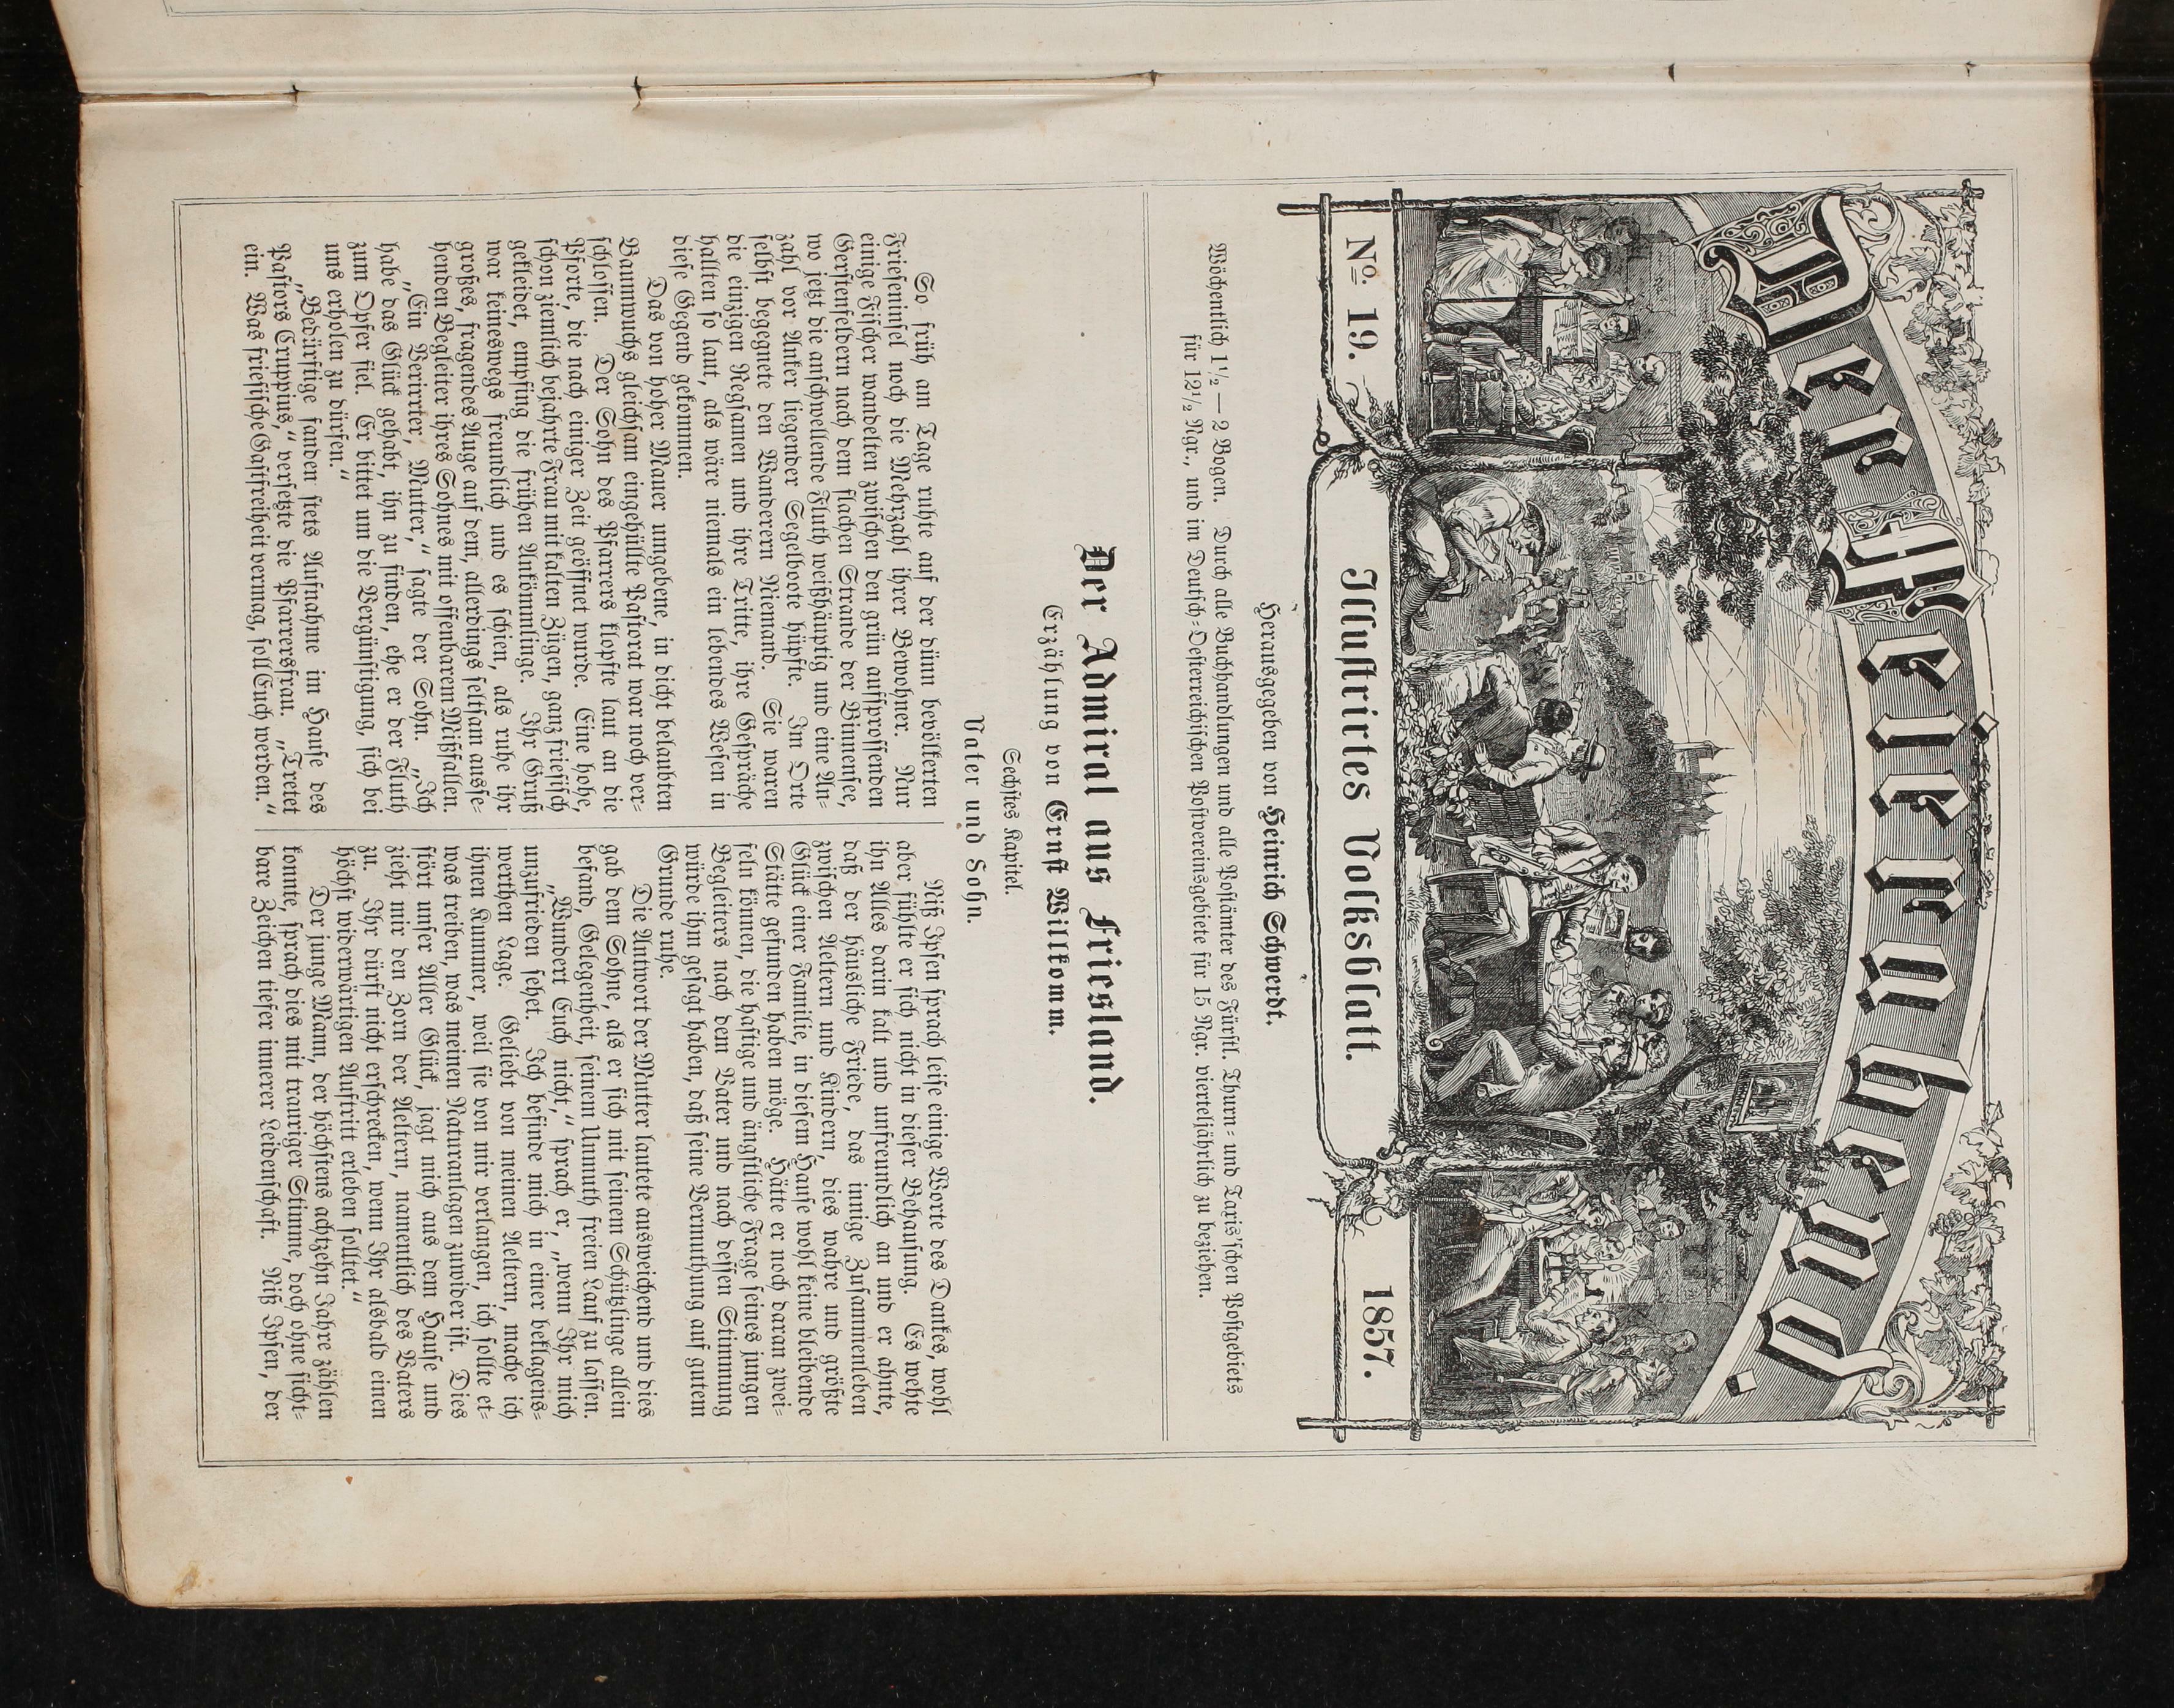 Der Menschenfreund.
No. 19.
Illustrirtes Volksblatt.
1857.
Herausgegeben von Heinrich Schwerdt.
Wöchentlich 1½ — 2 Bogen. Durch alle Buchhandlungen und alle Postämter des Fürstl. Thurn- und Taxis'schen Postgebiets
für 12½ Ngr., und im Deutsch-Oesterreichischen Postvereinsgebiete für 15 Ngr. vierteljährlich zu beziehen.
Der Admiral aus Friesland.
Erzählung von Ernst Willkomm.
Sechstes Kapitel.
Vater und Sohn.
So früh am Tage ruhte auf der dünn bevölkerten
Frieseninsel noch die Mehrzahl ihrer Bewohner. Nur
einige Fischer wandelten zwischen den grün aufsprossenden
Gerstenfeldern nach dem flachen Strande der Binnensee,
wo jetzt die anschwellende Fluth weißhäuptig und eine An-
zahl vor Anker liegender Segelboote hüpfte. Im Orte
selbst begegnete den Wanderern Niemand. Sie waren
die einzigen Regsamen und ihre Tritte, ihre Gespräche
hallten so laut, als wäre niemals ein lebendes Wesen in
diese Gegend gekommen.
Das von hoher Mauer umgebene, in dicht belaubten
Baumwuchs gleichsam eingehüllte Pastorat war noch ver-
schlossen. Der Sohn des Pfarrers klopfte laut an die
Pforte, die nach einiger Zeit geöffnet wurde. Eine hohe,
schon ziemlich bejahrte Frau mit kalten Zügen, ganz friesisch
gekleidet, empfing die frühen Ankömmlinge. Ihr Gruß
war keineswegs freundlich und es schien, als ruhe ihr
großes, fragendes Auge auf dem, allerdings seltsam ausse-
henden Begleiter ihres Sohnes mit offenbarem Mißfallen.
„Ein Verirrter, Mutter,“ sagte der Sohn. „Ich
habe das Glück gehabt, ihn zu finden, ehe er der Fluth
zum Opfer fiel. Er bittet um die Vergünstigung, sich bei
uns erholen zu dürfen.“
„Bedürftige fanden stets Aufnahme im Hause des
Pastors Cruppius,“ versetzte die Pfarrersfrau. „Tretet
ein. Was friesische Gastfreiheit vermag, soll Euch werden.“
Niß Ipsen sprach leise einige Worte des Dankes, wohl
aber fühlte er sich nicht in dieser Behausung. Es wehte
ihn Alles darin kalt und unfreundlich an und er ahnte,
daß der häusliche Friede, das innige Zusammenleben
zwischen Aeltern und Kindern, dies wahre und größte
Glück einer Familie, in diesem Hause wohl keine bleibende
Stätte gefunden haben möge. Hätte er noch daran zwei-
feln können, die hastige und ängstliche Frage seines jungen
Begleiters nach dem Vater und nach dessen Stimmung
würde ihm gesagt haben, daß seine Vermuthung auf gutem
Grunde ruhe.
Die Antwort der Mutter lautete ausweichend und dies
gab dem Sohne, als er sich mit seinem Schützlinge allein
befand, Gelegenheit, seinem Unmuth freien Lauf zu lassen.
„Wundert Euch nicht,“ sprach er, „wenn Ihr mich
unzufrieden sehet. Ich befinde mich in einer beklagens-
werthen Lage. Geliebt von meinen Aeltern, mache ich
ihnen Kummer, weil sie von mir verlangen, ich sollte et-
was treiben, was meinen Naturanlagen zuwider ist. Dies
stört unser Aller Glück, jagt mich aus dem Hause und
zieht mir den Zorn der Aeltern, namentlich des Vaters
zu. Ihr dürft nicht erschrecken, wenn Ihr alsbald einen
höchst widerwärtigen Auftritt erleben solltet.“
Der junge Mann, der höchstens achtzehn Jahre zählen
konnte, sprach dies mit trauriger Stimme, doch ohne sicht-
bare Zeichen tiefer innerer Leidenschaft. Niß Ipsen, der